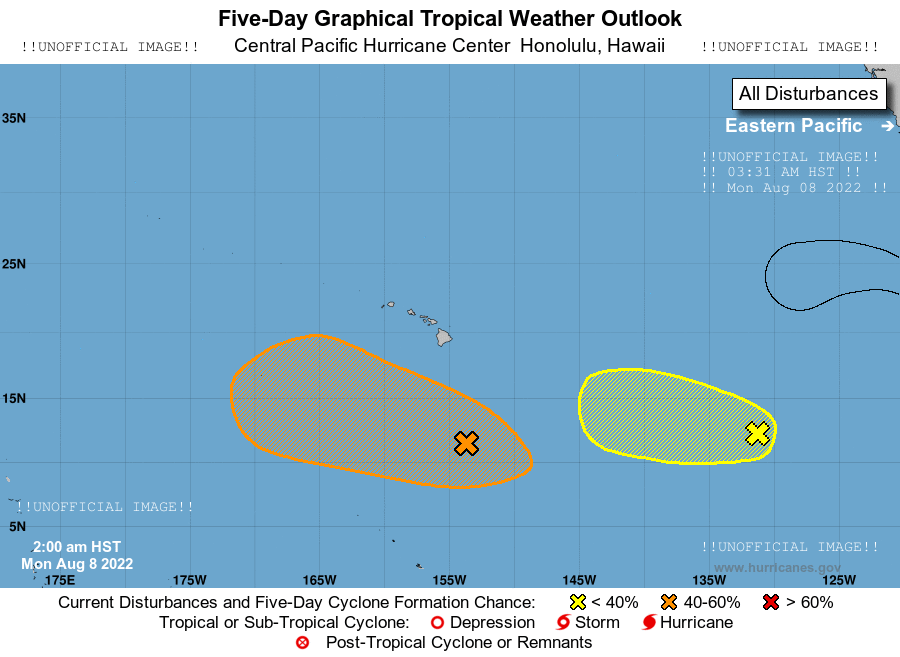 Five-Day Graphical Tropical Weather Outlook
!!UNOFFICIAL IMAGE!! Central Pacific Hurricane Center Honolulu, Hawaii !!UNOFFICIAL IMAGE!!
All Disturbances
35N
Eastern Pacific
!!UNOFFICIAL IMAGE!!
!! 03:31 AM HST !!
!! Mon Aug 08 2022 !!
25N
15N
!!UNOFFICIAL IMAGE!!
5N
2:00 am HST
Mon Aug 8 2022
!!UNOFFICIAL IMAGE!!
www.hurricanes.gov
175E 175W 165W 155W 145W 135W 125W
Current Disturbances and Five-Day Cyclone Formation Chance: < 40% 40-60% > 60%
Tropical or Sub-Tropical Cyclone: Depression Storm Hurricane
Post-Tropical Cyclone or Remnants